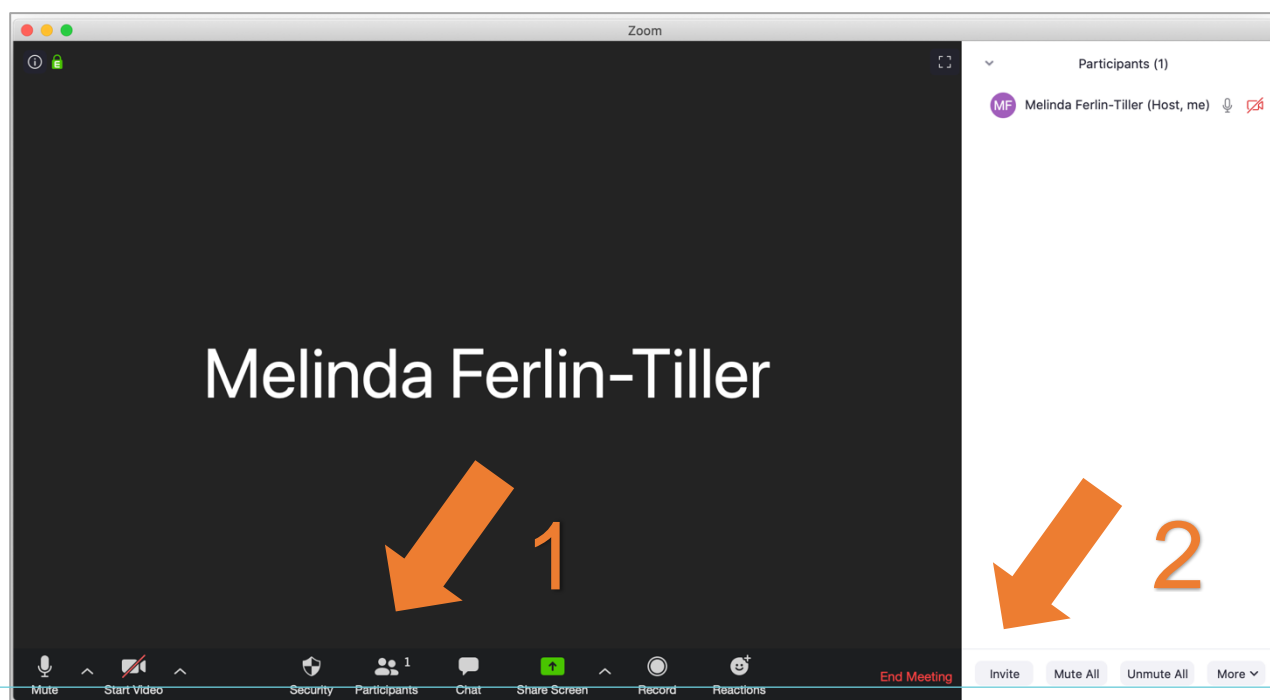 Zoom
E
Participants (1)
MF Melinda Ferlin-Tiller (Host, me)
Melinda Ferlin-Tiller
1
2
1
Mute Start Video Security Participants Chat Share Screen Record Reactions End Meeting
Invite Mute All Unmute All More